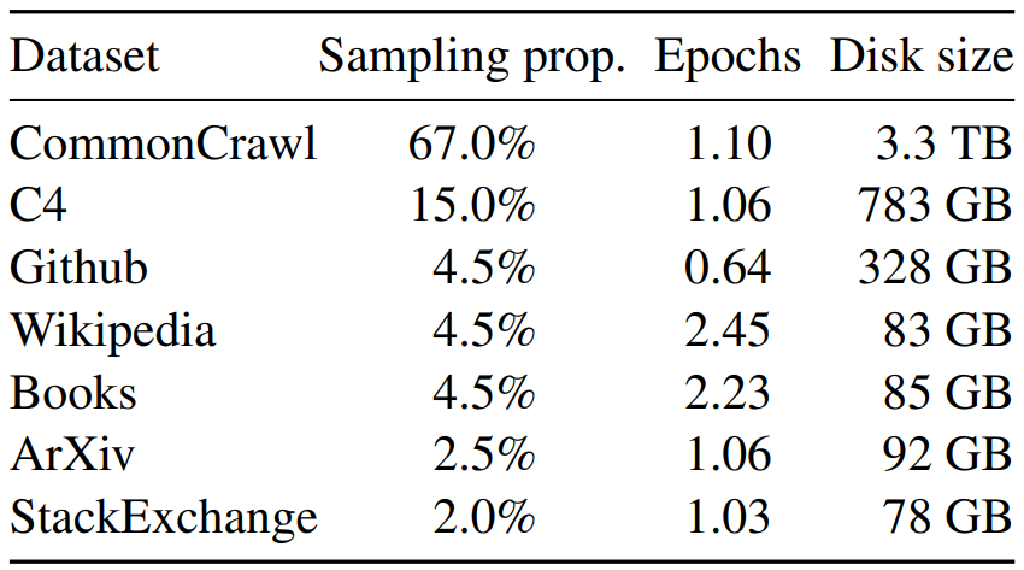 Dataset Sampling prop. Epochs Disk size
CommonCrawl 67.0% 1.10 3.3 TB
C4 15.0% 1.06 783 GB
Github 4.5% 0.64 328 GB
Wikipedia 4.5% 2.45 83 GB
Books 4.5% 2.23 85 GB
ArXiv 2.5% 1.06 92 GB
StackExchange 2.0% 1.03 78 GB